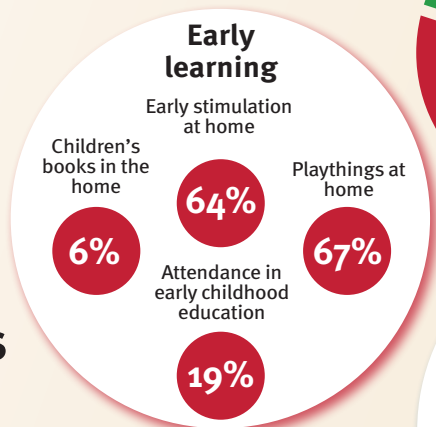 Early
learning
Early stimulation
at home
64%
Children's
books in the
home
6%
Playthings at
home
67%
Attendance in
early childhood
education
19%
s